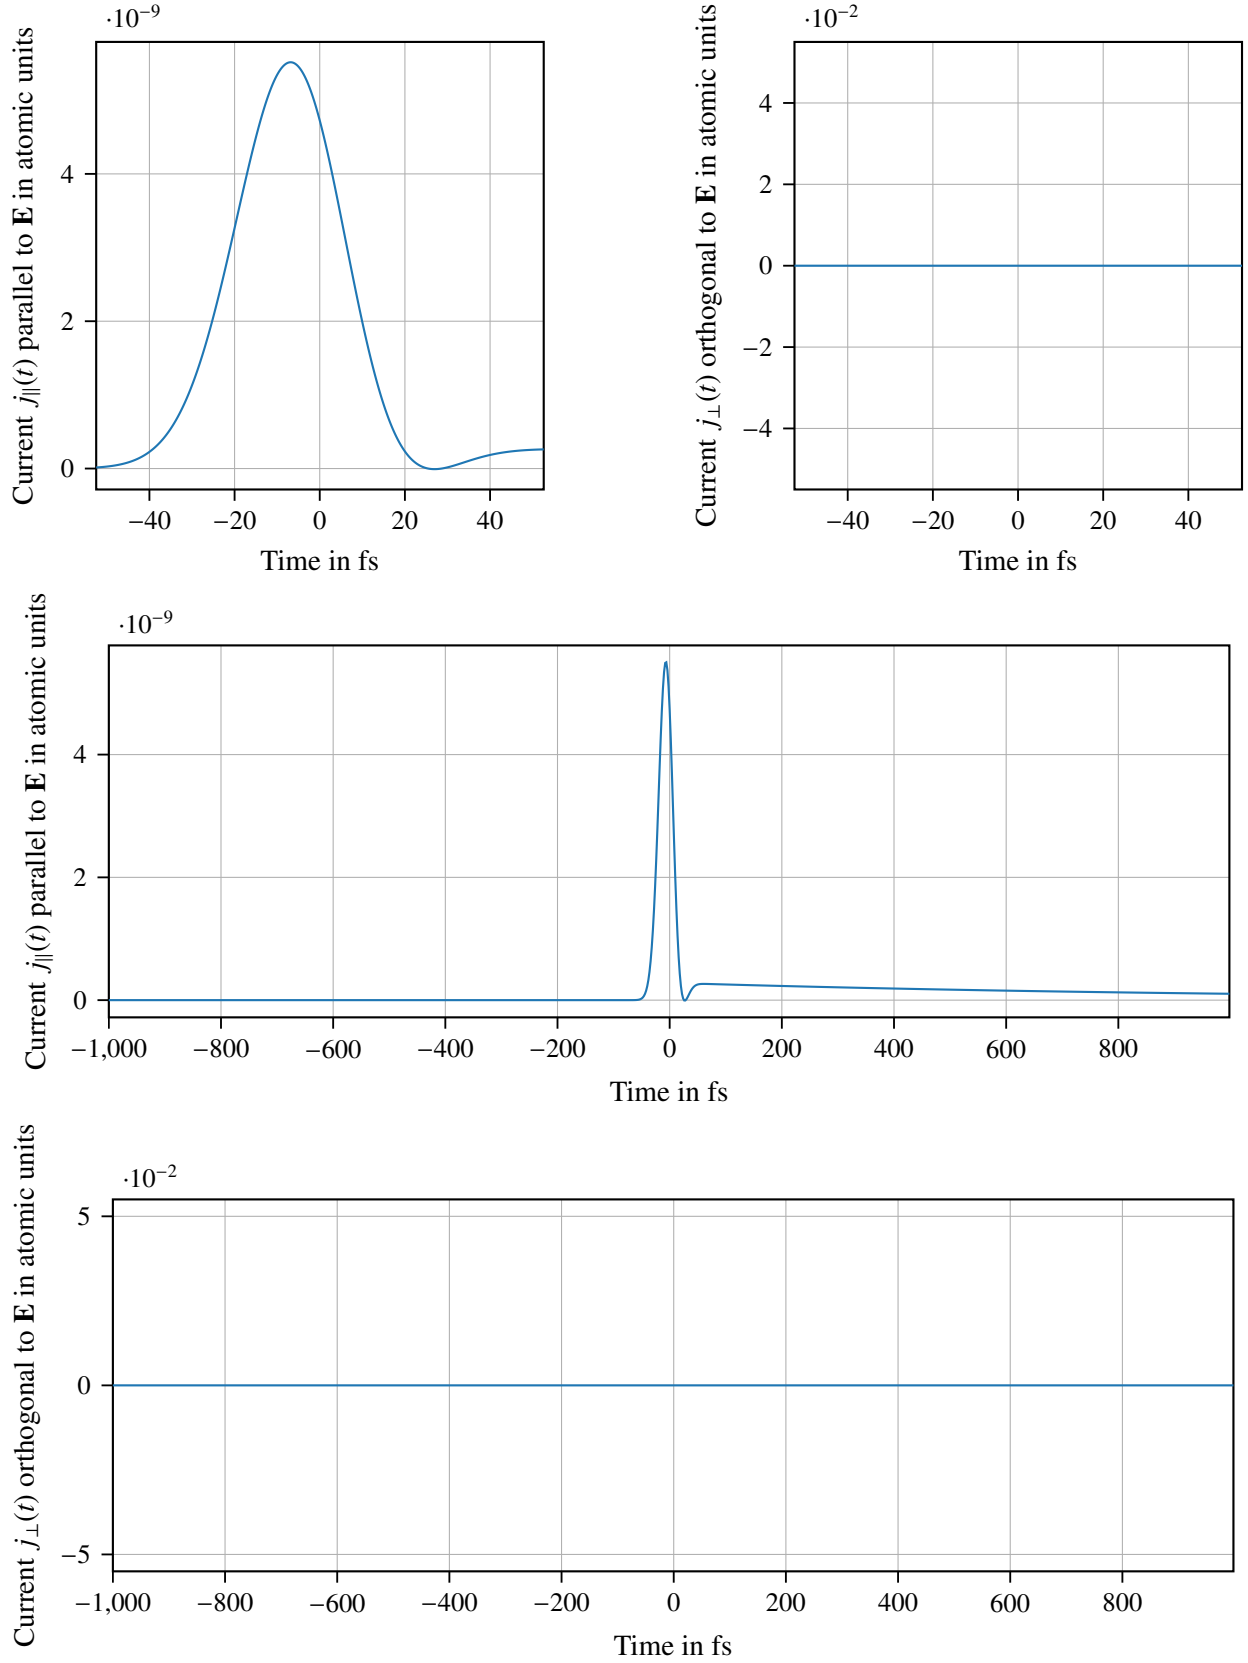 ·10⁻⁹
Current j∥(t) parallel to E in atomic units
4
2
0
−40 −20 0 20 40
Time in fs
·10⁻²
Current j⊥(t) orthogonal to E in atomic units
4
2
0
−2
−4
−40 −20 0 20 40
Time in fs
·10⁻⁹
Current j∥(t) parallel to E in atomic units
4
2
0
−1,000 −800 −600 −400 −200 0 200 400 600 800
Time in fs
·10⁻²
Current j⊥(t) orthogonal to E in atomic units
5
0
−5
−1,000 −800 −600 −400 −200 0 200 400 600 800
Time in fs